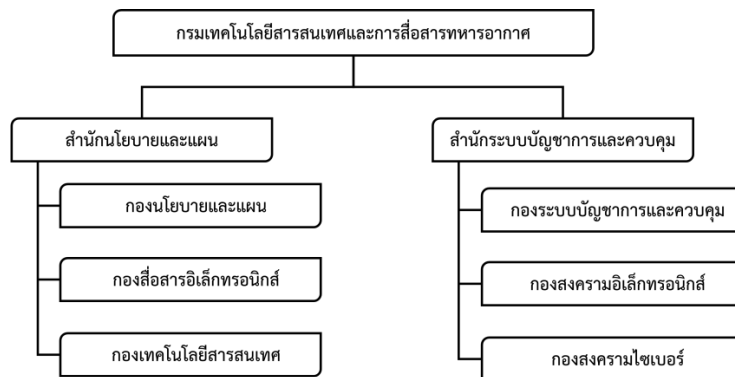 กรมเทคโนโลยีสารสนเทศและการสื่อสารทหารอากาศ
สำนักนโยบายและแผน
กองนโยบายและแผน
กองสื่อสารอิเล็กทรอนิกส์
กองเทคโนโลยีสารสนเทศ
สำนักระบบบัญชาการและควบคุม
กองระบบบัญชาการและควบคุม
กองสงครามอิเล็กทรอนิกส์
กองสงครามไซเบอร์